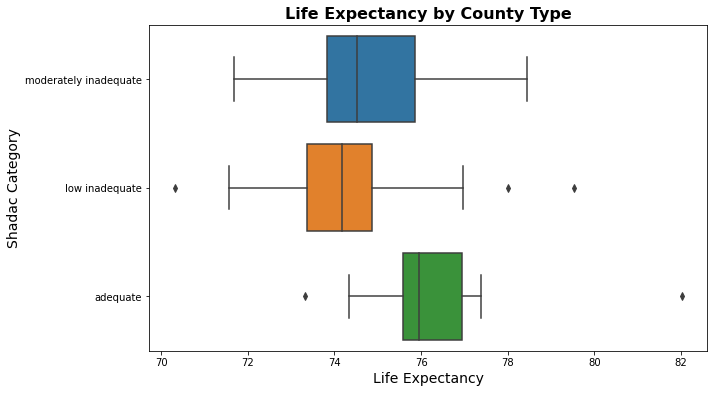 Life Expectancy by County Type
Shadac Category
moderately inadequate
low inadequate
adequate
70 72 74 76 78 80 82
Life Expectancy